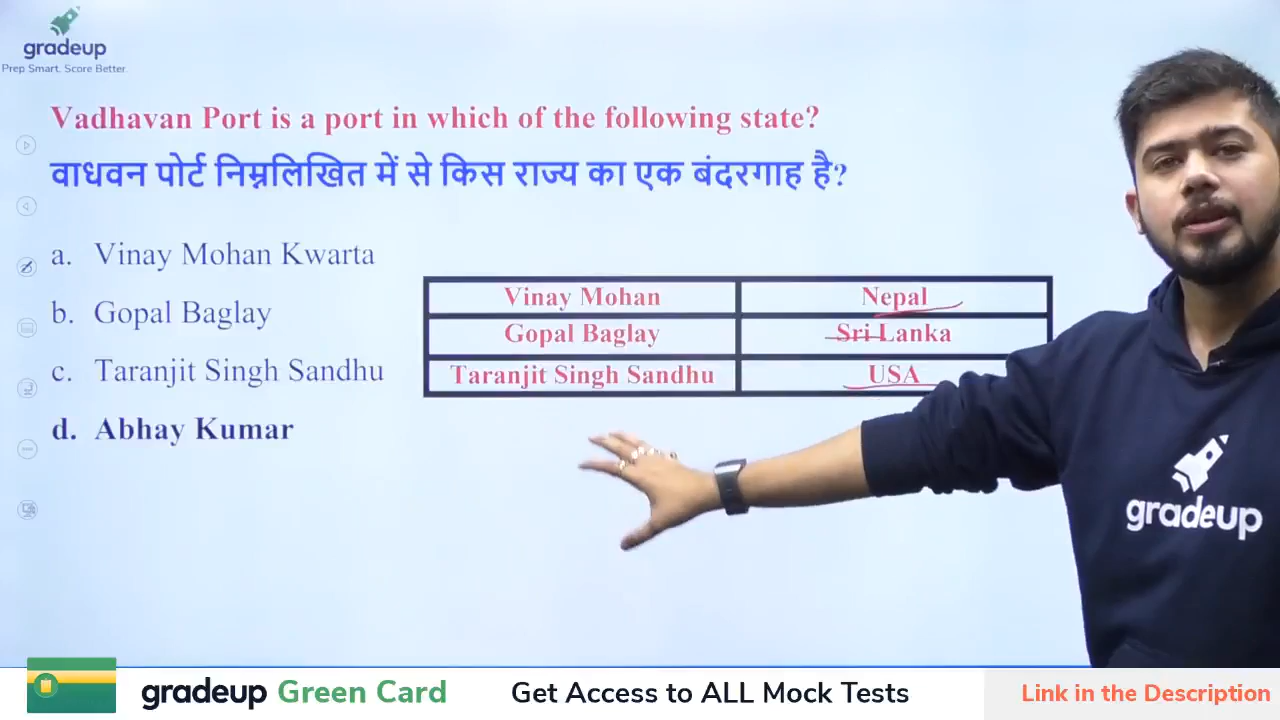 gradeup
Prep Smart. Score Better.
Vadhavan Port is a port in which of the following state?
वाधवन पोर्ट निम्नलिखित में से किस राज्य का एक बंदरगाह है?
a. Vinay Mohan Kwarta
b. Gopal Baglay
c. Taranjit Singh Sandhu
d. Abhay Kumar
Vinay Mohan Nepal
Gopal Baglay Sri Lanka
Taranjit Singh Sandhu USA
gradeup
gradeup Green Card Get Access to ALL Mock Tests Link in the Description